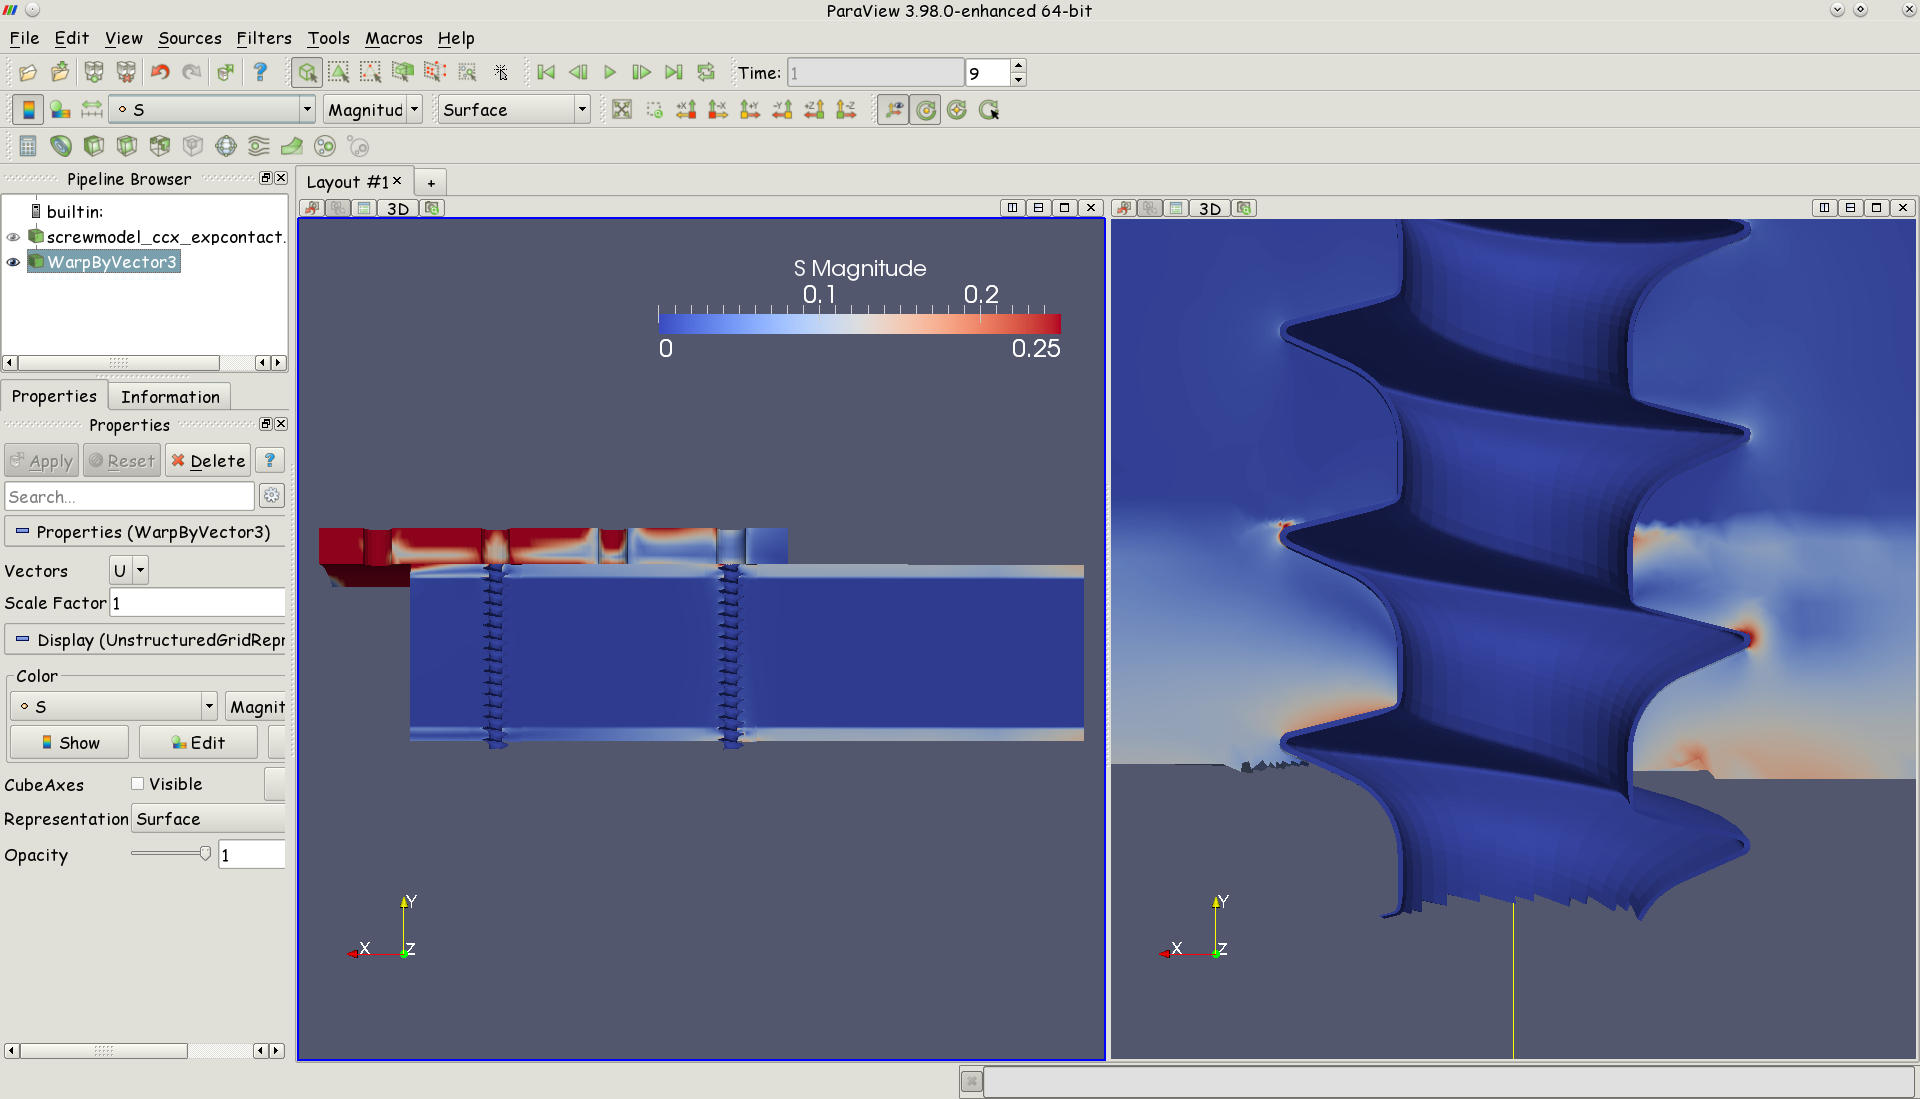 ParaView 3.98.0-enhanced 64-bit
File Edit View Sources Filters Tools Macros Help
Time: 1 9
S Magnitud Surface
+X -X +Y -Y +Z -Z
Pipeline Browser
builtin:
screwmodel_ccx_expcontact.
WarpByVector3
Properties Information
Properties
Apply Reset Delete ?
Search...
Properties (WarpByVector3)
Vectors U
Scale Factor 1
Display (UnstructuredGridRepr
Color
S Magnit
Show Edit
CubeAxes Visible
Representation Surface
Opacity 1
Layout #1 +
3D
S Magnitude
0.1 0.2
0 0.25
Y
X Z
3D
Y
X Z